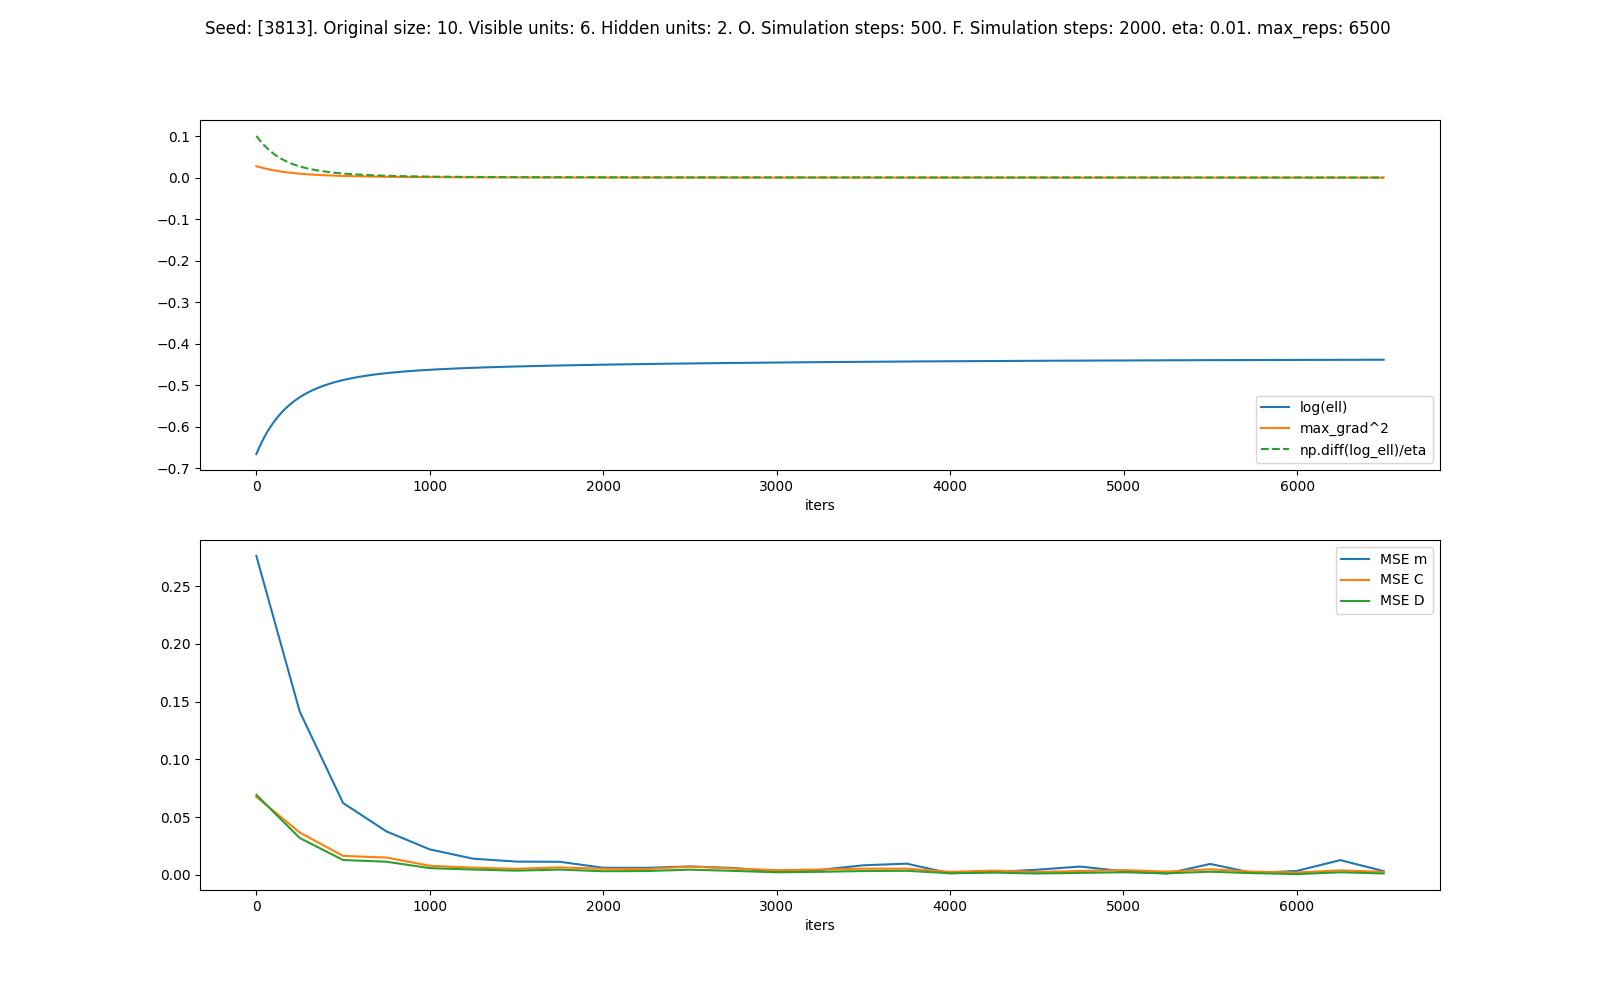 Seed: [3813]. Original size: 10. Visible units: 6. Hidden units: 2. O. Simulation steps: 500. F. Simulation steps: 2000. eta: 0.01. max_reps: 6500
0.1
0.0
−0.1
−0.2
−0.3
−0.4
−0.5
−0.6
−0.7
log(ell)
max_grad^2
np.diff(log_ell)/eta
0 1000 2000 3000 4000 5000 6000
iters
MSE m
MSE C
MSE D
0.25
0.20
0.15
0.10
0.05
0.00
0 1000 2000 3000 4000 5000 6000
iters